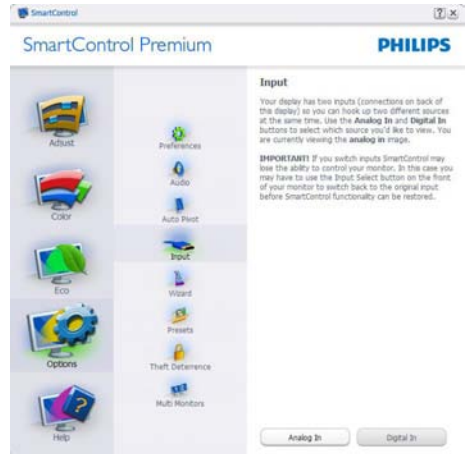 SmartControl
SmartControl Premium
PHILIPS
Adjust
Color
Eco
Options
Help
Preferences
Audio
Auto Pivot
Input
Wizard
Presets
Theft Deterrence
Multi Monitors
Input
Your display has two inputs (connections on back of
this display) so you can hook up two different sources
at the same time. Use the Analog In and Digital In
buttons to select which source you'd like to view. You
are currently viewing the analog in image.
IMPORTANT! If you switch inputs SmartControl may
lose the ability to control your monitor. In this case you
may have to use the Input Select button on the front
of your monitor to switch back to the original input
before SmartControl functionality can be restored.
Analog In
Digital In